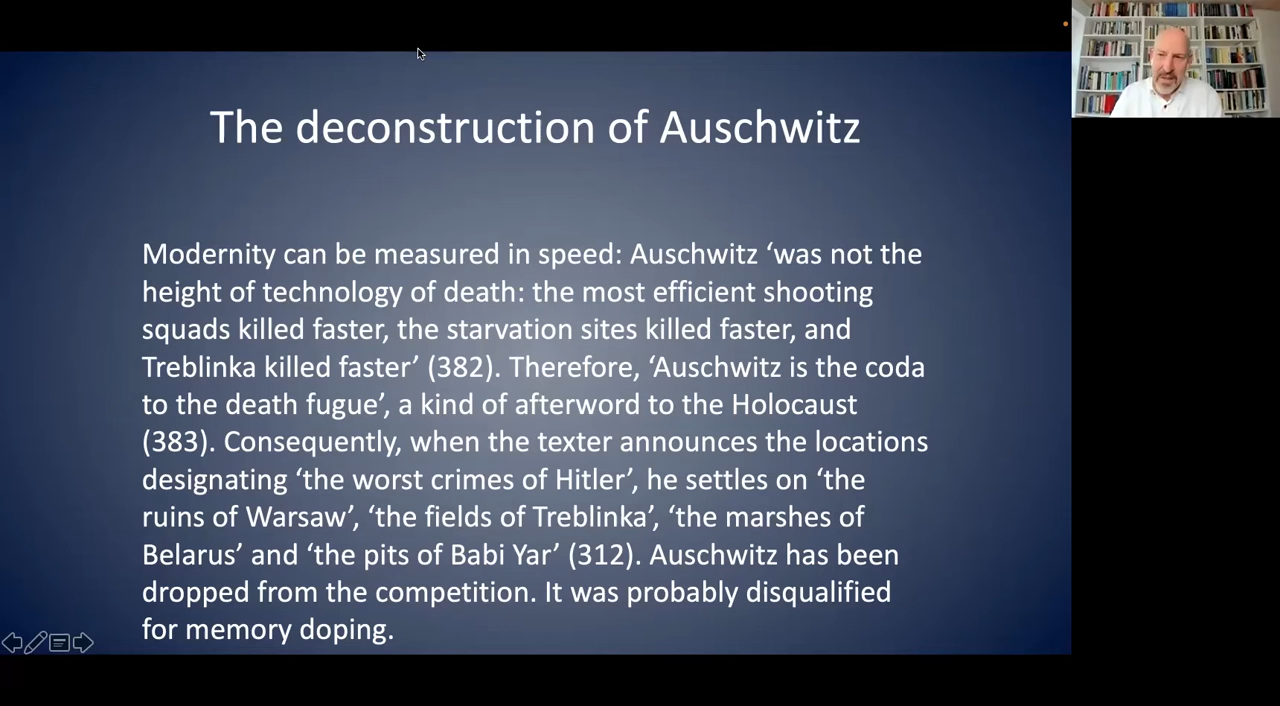 The deconstruction of Auschwitz
Modernity can be measured in speed: Auschwitz ‘was not the
height of technology of death: the most efficient shooting
squads killed faster, the starvation sites killed faster, and
Treblinka killed faster’ (382). Therefore, ‘Auschwitz is the coda
to the death fugue’, a kind of afterword to the Holocaust
(383). Consequently, when the texter announces the locations
designating ‘the worst crimes of Hitler’, he settles on ‘the
ruins of Warsaw’, ‘the fields of Treblinka’, ‘the marshes of
Belarus’ and ‘the pits of Babi Yar’ (312). Auschwitz has been
dropped from the competition. It was probably disqualified
for memory doping.